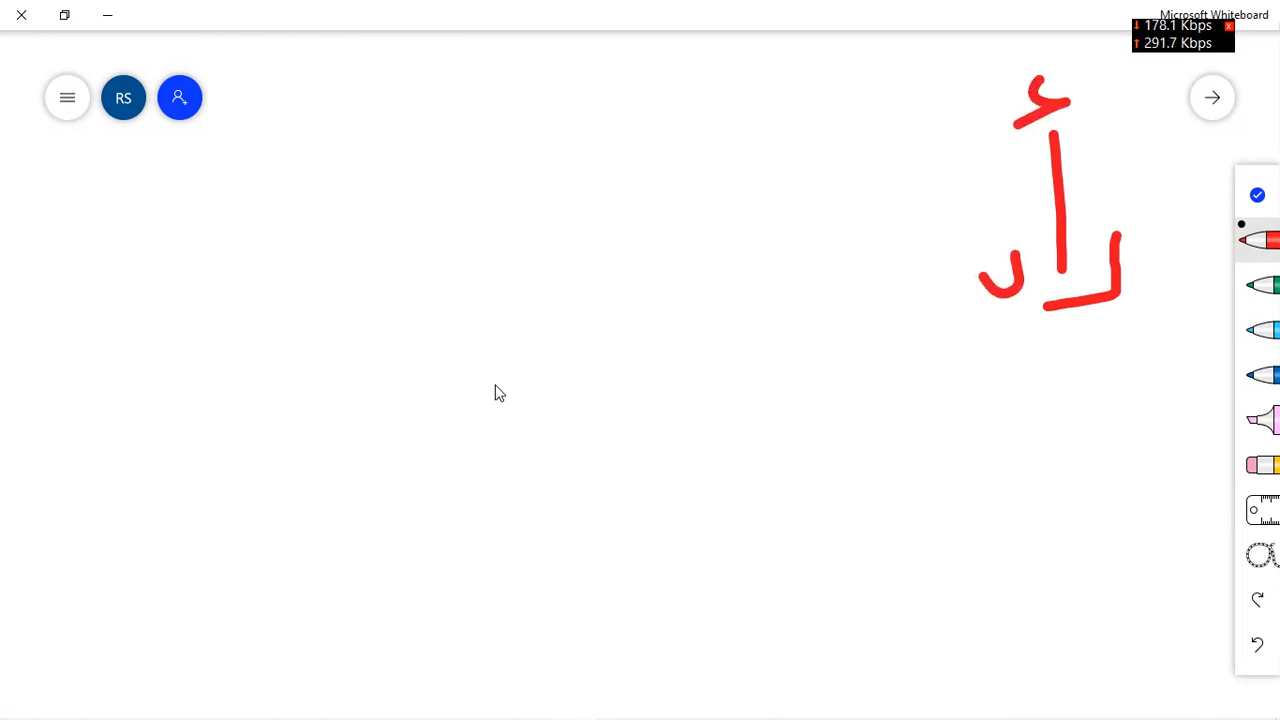 Microsoft Whiteboard
↓ 178.1 Kbps x
↑ 291.7 Kbps
RS
أ